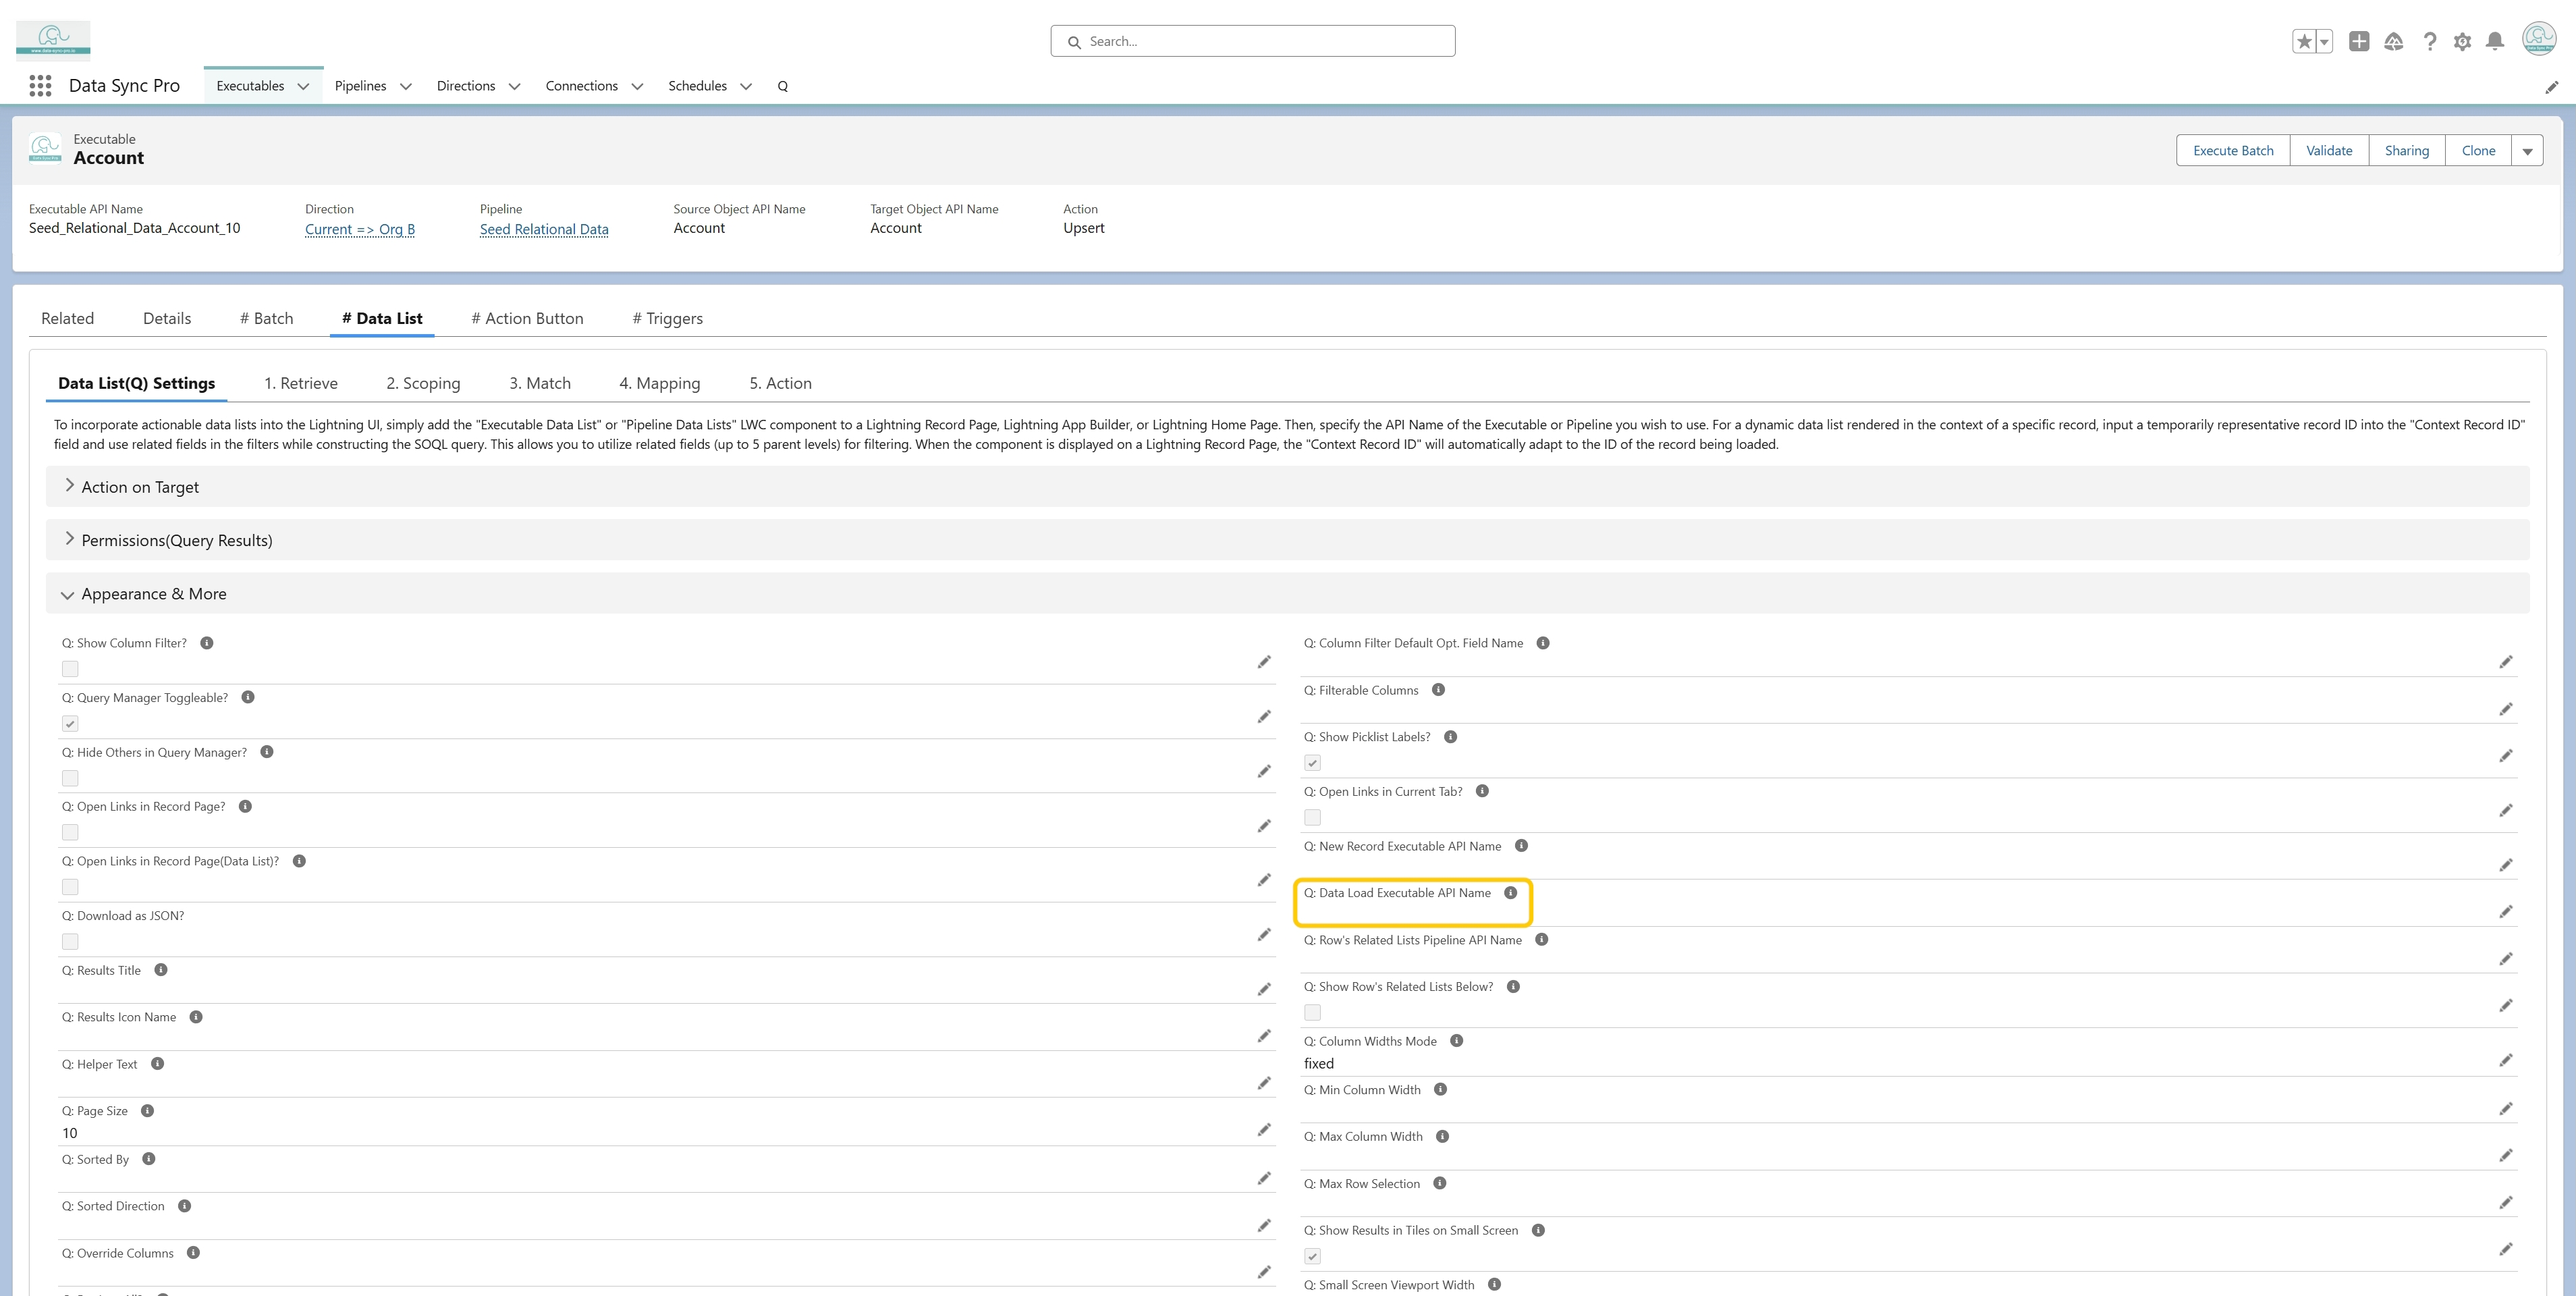 www.data-sync-pro.io
Search...
Data Sync Pro
Executables
Pipelines
Directions
Connections
Schedules
Q
Executable
Account
Execute Batch
Validate
Sharing
Clone
Executable API Name
Seed_Relational_Data_Account_10
Direction
Current => Org B
Pipeline
Seed Relational Data
Source Object API Name
Account
Target Object API Name
Account
Action
Upsert
Related
Details
# Batch
# Data List
# Action Button
# Triggers
Data List(Q) Settings
1. Retrieve
2. Scoping
3. Match
4. Mapping
5. Action
To incorporate actionable data lists into the Lightning UI, simply add the "Executable Data List" or "Pipeline Data Lists" LWC component to a Lightning Record Page, Lightning App Builder, or Lightning Home Page. Then, specify the API Name of the Executable or Pipeline you wish to use. For a dynamic data list rendered in the context of a specific record, input a temporarily representative record ID into the "Context Record ID"
field and use related fields in the filters while constructing the SOQL query. This allows you to utilize related fields (up to 5 parent levels) for filtering. When the component is displayed on a Lightning Record Page, the "Context Record ID" will automatically adapt to the ID of the record being loaded.
Action on Target
Permissions(Query Results)
Appearance & More
Q: Show Column Filter?
Q: Query Manager Toggleable?
Q: Hide Others in Query Manager?
Q: Open Links in Record Page?
Q: Open Links in Record Page(Data List)?
Q: Download as JSON?
Q: Results Title
Q: Results Icon Name
Q: Helper Text
Q: Page Size
10
Q: Sorted By
Q: Sorted Direction
Q: Override Columns
Q: Column Filter Default Opt. Field Name
Q: Filterable Columns
Q: Show Picklist Labels?
Q: Open Links in Current Tab?
Q: New Record Executable API Name
Q: Data Load Executable API Name
Q: Row's Related Lists Pipeline API Name
Q: Show Row's Related Lists Below?
Q: Column Widths Mode
fixed
Q: Min Column Width
Q: Max Column Width
Q: Max Row Selection
Q: Show Results in Tiles on Small Screen
Q: Small Screen Viewport Width